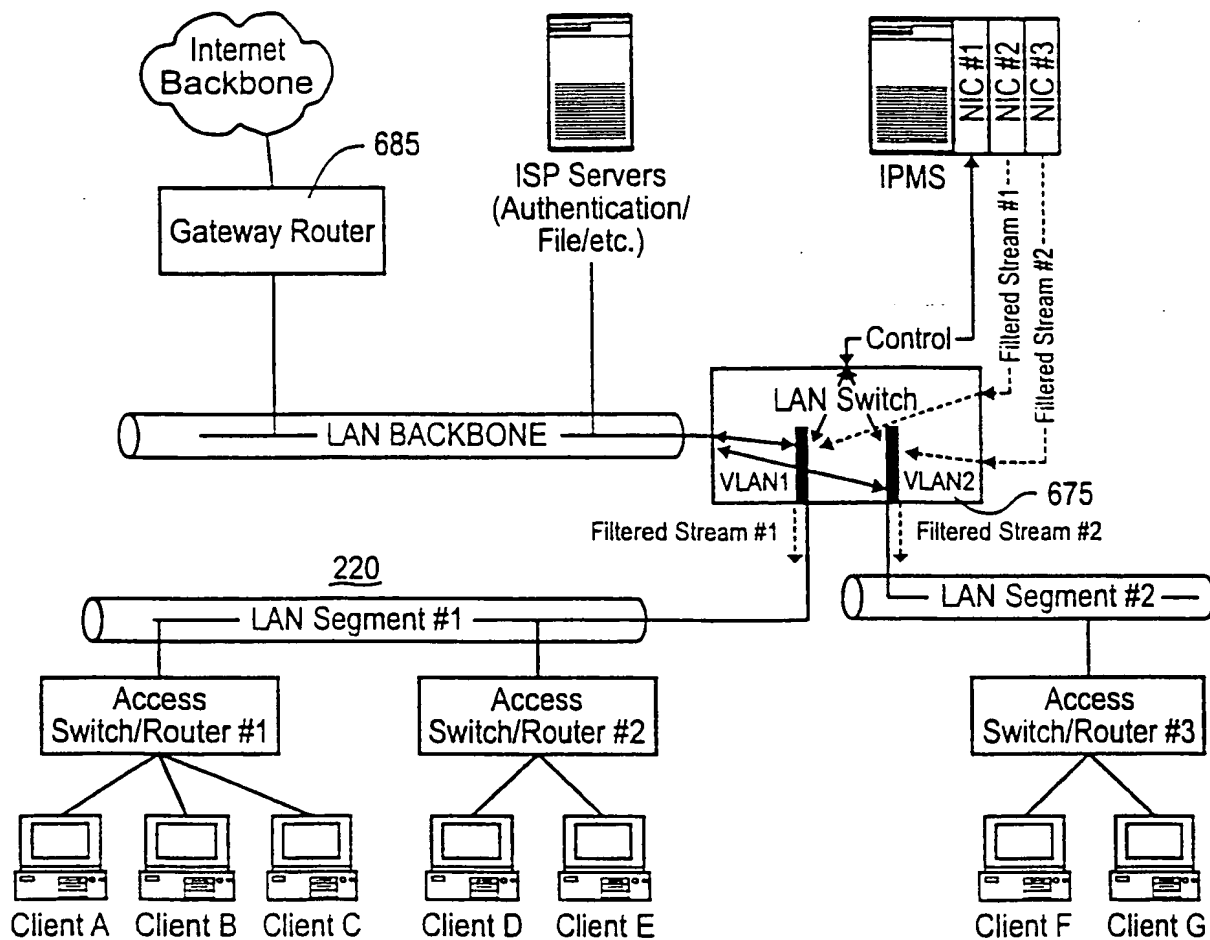 Internet
Backbone
685
Gateway Router
ISP Servers
(Authentication/
File/etc.)
NIC #1
NIC #2
NIC #3
IPMS
Filtered Stream #1
Filtered Stream #2
Control
LAN Switch
LAN BACKBONE
VLAN1
VLAN2
675
Filtered Stream #1
Filtered Stream #2
220
LAN Segment #1
LAN Segment #2
Access
Switch/Router #1
Access
Switch/Router #2
Access
Switch/Router #3
Client A
Client B
Client C
Client D
Client E
Client F
Client G